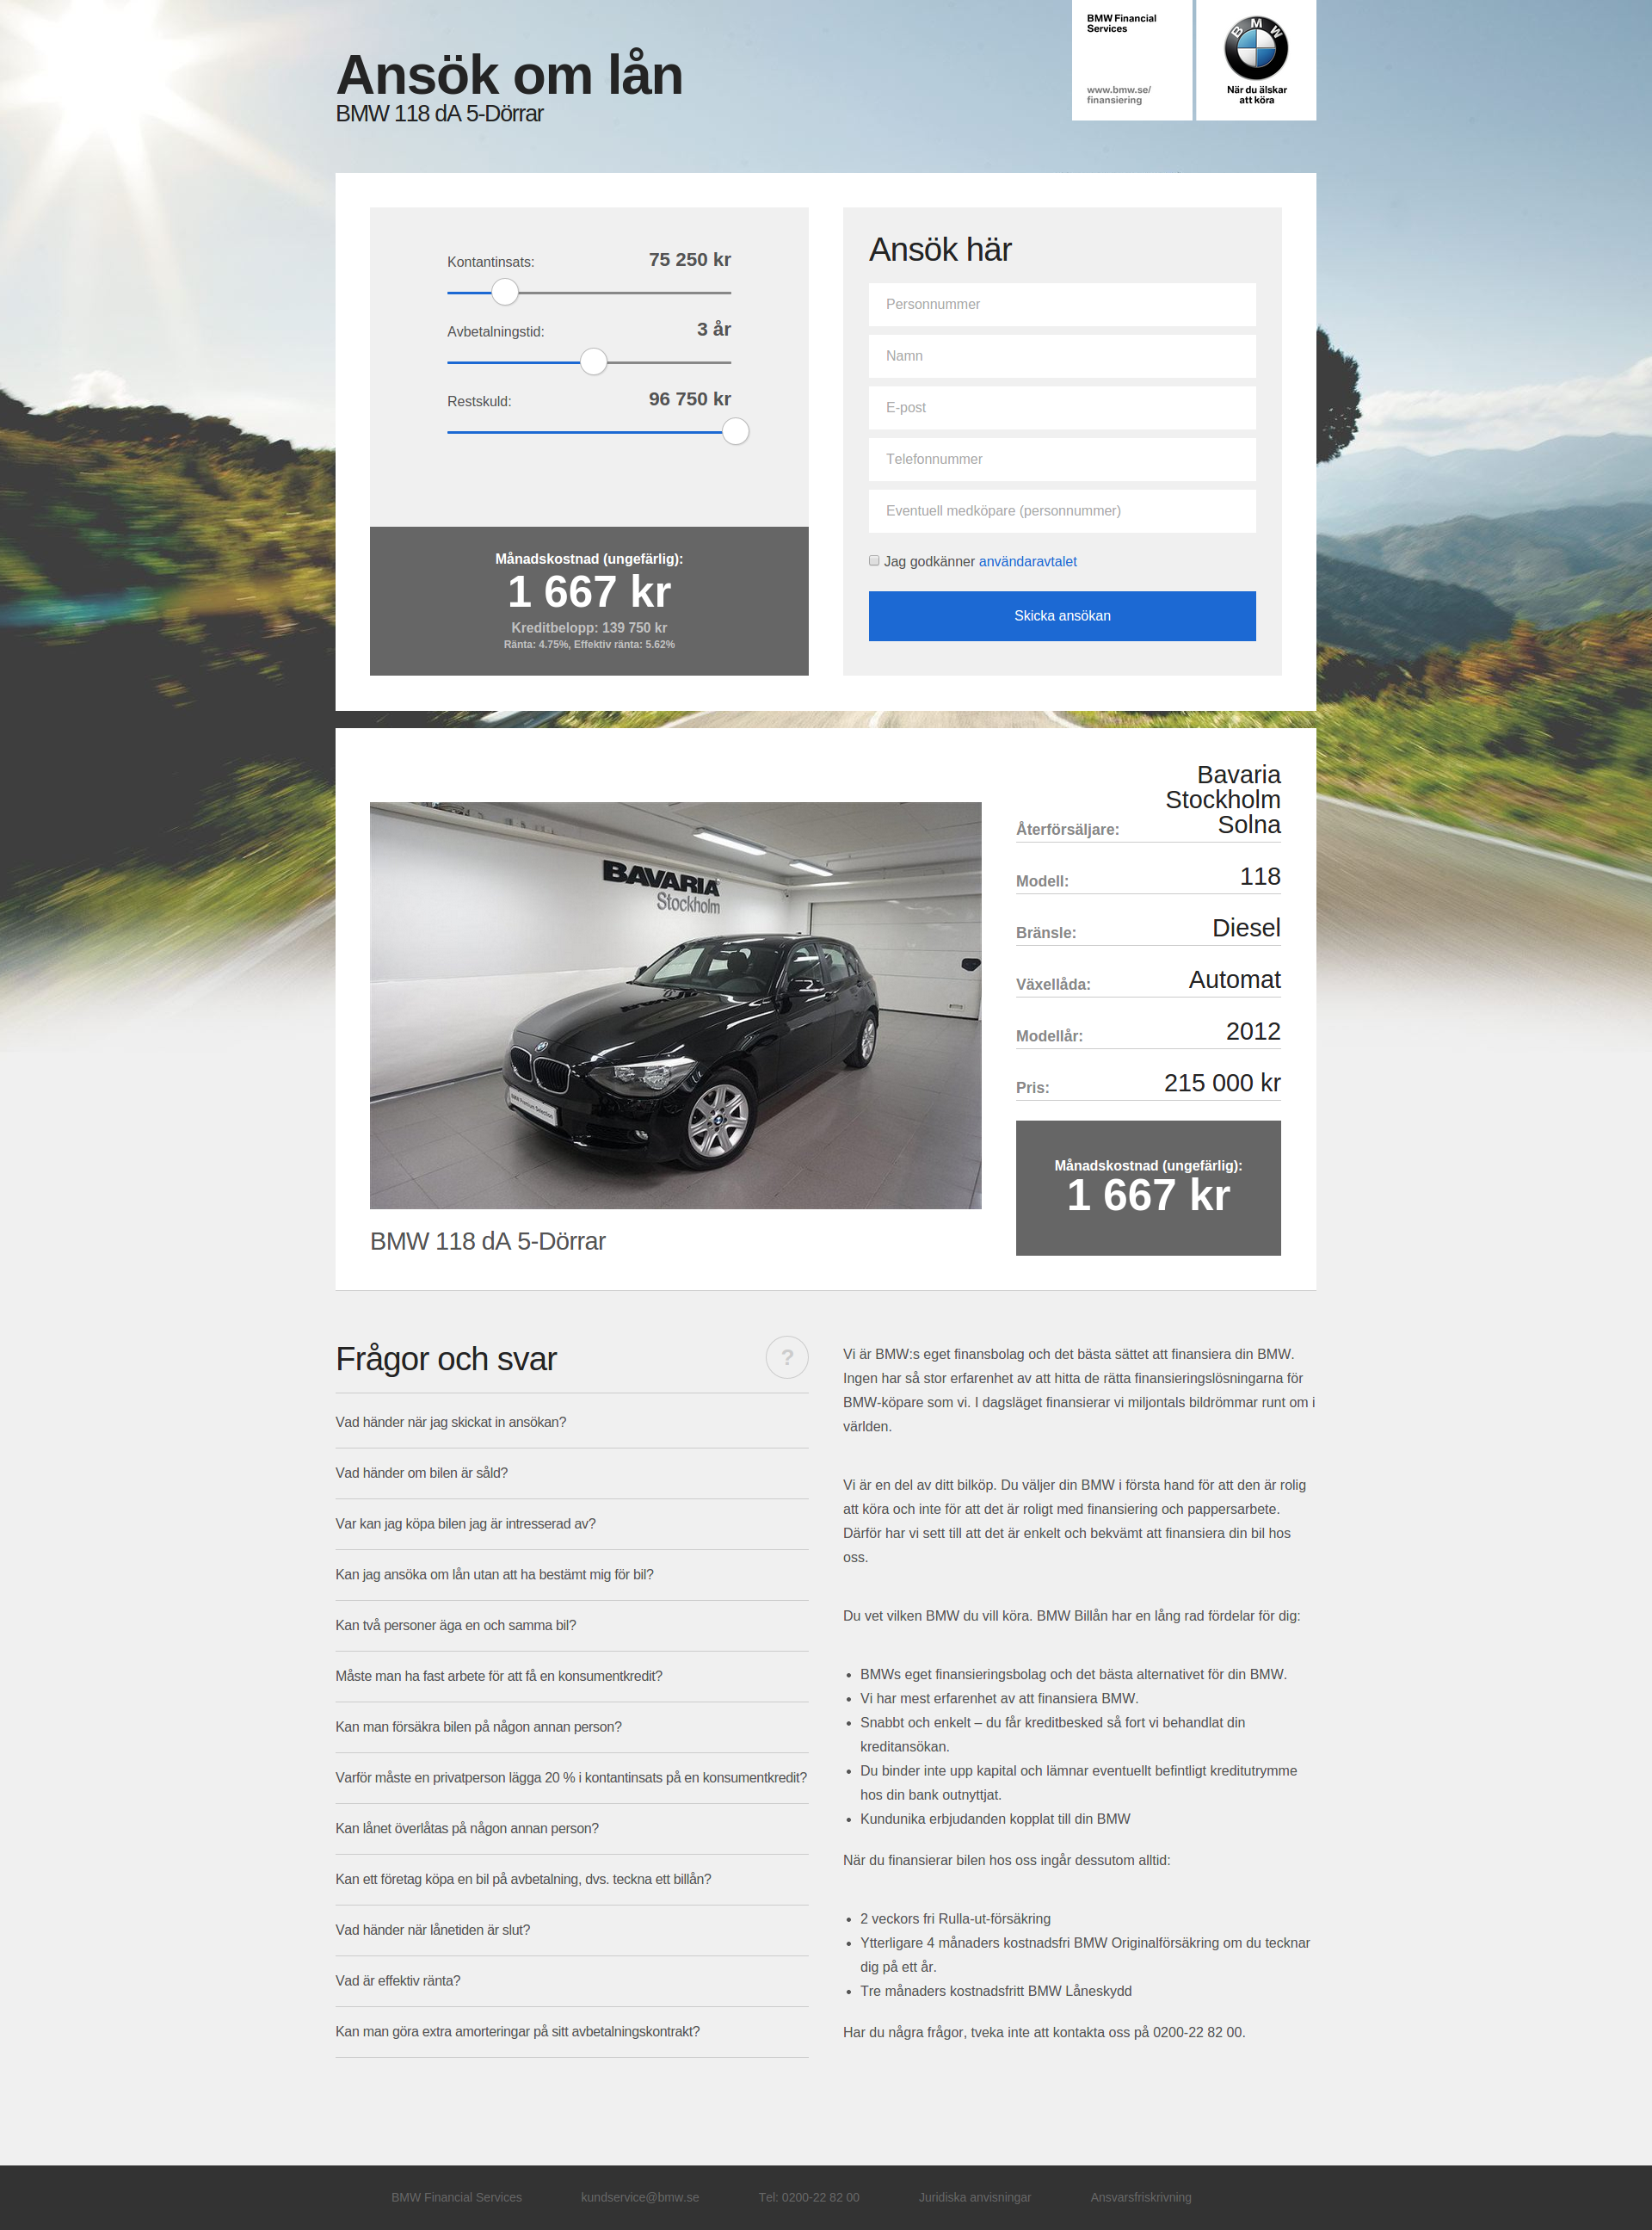 BMW Financial
Services
www.bmw.se/
finansiering
BMW
När du älskar
att köra
Ansök om lån
BMW 118 dA 5-Dörrar
Kontantinsats: 75 250 kr
Avbetalningstid: 3 år
Restskuld: 96 750 kr
Månadskostnad (ungefärlig):
1 667 kr
Kreditbelopp: 139 750 kr
Ränta: 4.75%, Effektiv ränta: 5.62%
Ansök här
Personnummer
Namn
E-post
Telefonnummer
Eventuell medköpare (personnummer)
Jag godkänner användaravtalet
Skicka ansökan
BAVARIA
Stockholm
BMW Premium Selection
BMW 118 dA 5-Dörrar
Återförsäljare: Bavaria
Stockholm
Solna
Modell: 118
Bränsle: Diesel
Växellåda: Automat
Modellår: 2012
Pris: 215 000 kr
Månadskostnad (ungefärlig):
1 667 kr
Frågor och svar
?
Vad händer när jag skickat in ansökan?
Vad händer om bilen är såld?
Var kan jag köpa bilen jag är intresserad av?
Kan jag ansöka om lån utan att ha bestämt mig för bil?
Kan två personer äga en och samma bil?
Måste man ha fast arbete för att få en konsumentkredit?
Kan man försäkra bilen på någon annan person?
Varför måste en privatperson lägga 20 % i kontantinsats på en konsumentkredit?
Kan lånet överlåtas på någon annan person?
Kan ett företag köpa en bil på avbetalning, dvs. teckna ett billån?
Vad händer när lånetiden är slut?
Vad är effektiv ränta?
Kan man göra extra amorteringar på sitt avbetalningskontrakt?
Vi är BMW:s eget finansbolag och det bästa sättet att finansiera din BMW.
Ingen har så stor erfarenhet av att hitta de rätta finansieringslösningarna för
BMW-köpare som vi. I dagsläget finansierar vi miljontals bildrömmar runt om i
världen.
Vi är en del av ditt bilköp. Du väljer din BMW i första hand för att den är rolig
att köra och inte för att det är roligt med finansiering och pappersarbete.
Därför har vi sett till att det är enkelt och bekvämt att finansiera din bil hos
oss.
Du vet vilken BMW du vill köra. BMW Billån har en lång rad fördelar för dig:
• BMWs eget finansieringsbolag och det bästa alternativet för din BMW.
• Vi har mest erfarenhet av att finansiera BMW.
• Snabbt och enkelt – du får kreditbesked så fort vi behandlat din
kreditansökan.
• Du binder inte upp kapital och lämnar eventuellt befintligt kreditutrymme
hos din bank outnyttjat.
• Kundunika erbjudanden kopplat till din BMW
När du finansierar bilen hos oss ingår dessutom alltid:
• 2 veckors fri Rulla-ut-försäkring
• Ytterligare 4 månaders kostnadsfri BMW Originalförsäkring om du tecknar
dig på ett år.
• Tre månaders kostnadsfritt BMW Låneskydd
Har du några frågor, tveka inte att kontakta oss på 0200-22 82 00.
BMW Financial Services kundservice@bmw.se Tel: 0200-22 82 00 Juridiska anvisningar Ansvarsfriskrivning